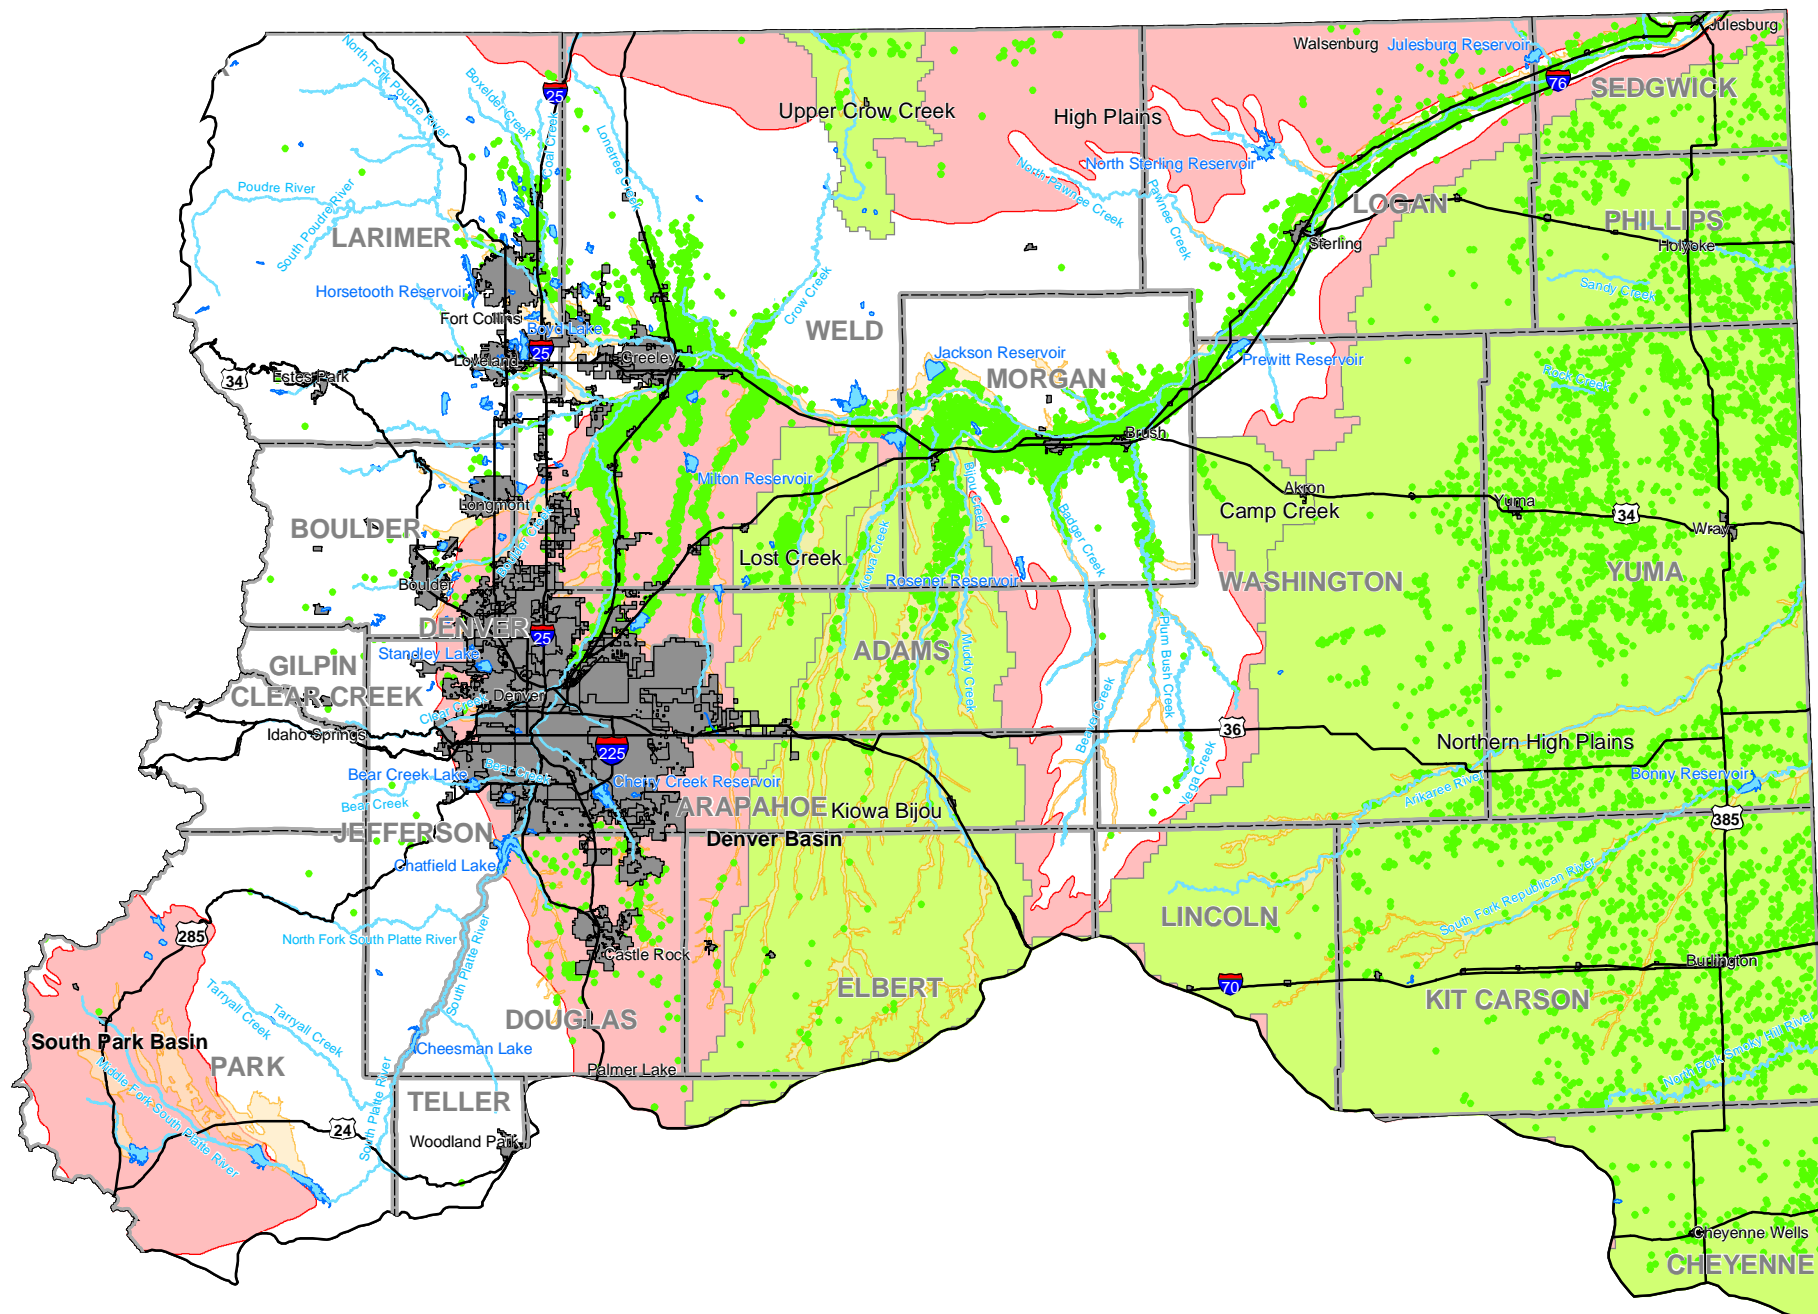 Julesburg
Walsenburg
Julesburg Reservoir
76
SEDGWICK
North Fork Poudre River
Boxelder Creek
25
Coal Creek
Lonetree Creek
Upper Crow Creek
High Plains
North Sterling Reservoir
North Pawnee Creek
Pawnee Creek
LOGAN
PHILLIPS
Sterling
Holyoke
Poudre River
South Poudre River
LARIMER
Sandy Creek
Horsetooth Reservoir
Fort Collins
Boyd Lake
Crow Creek
WELD
Loveland
25
Greeley
Jackson Reservoir
MORGAN
Prewitt Reservoir
34
Estes Park
Rock Creek
Brush
Milton Reservoir
Bijou Creek
Akron
Yuma
Camp Creek
34
Wray
Longmont
BOULDER
Boulder Creek
Badger Creek
Kiowa Creek
Lost Creek
Rosener Reservoir
WASHINGTON
YUMA
Boulder
DENVER
25
Standley Lake
GILPIN
CLEAR CREEK
Denver
Clear Creek
ADAMS
Muddy Creek
Plum Bush Creek
Beaver Creek
36
Idaho Springs
225
Northern High Plains
Bear Creek Lake
Bear Creek
Bear Creek
Cherry Creek Reservoir
Vega Creek
Arikaree River
Bonny Reservoir
ARAPAHOE
Kiowa Bijou
JEFFERSON
Denver Basin
385
Chatfield Lake
South Fork Republican River
LINCOLN
285
North Fork South Platte River
South Platte River
Castle Rock
Burlington
ELBERT
70
KIT CARSON
Tarryall Creek
Tarryall Creek
DOUGLAS
South Park Basin
Cheesman Lake
North Fork Smoky Hill River
PARK
Middle Fork South Platte River
South Platte River
Palmer Lake
TELLER
24
Woodland Park
Cheyenne Wells
CHEYENNE